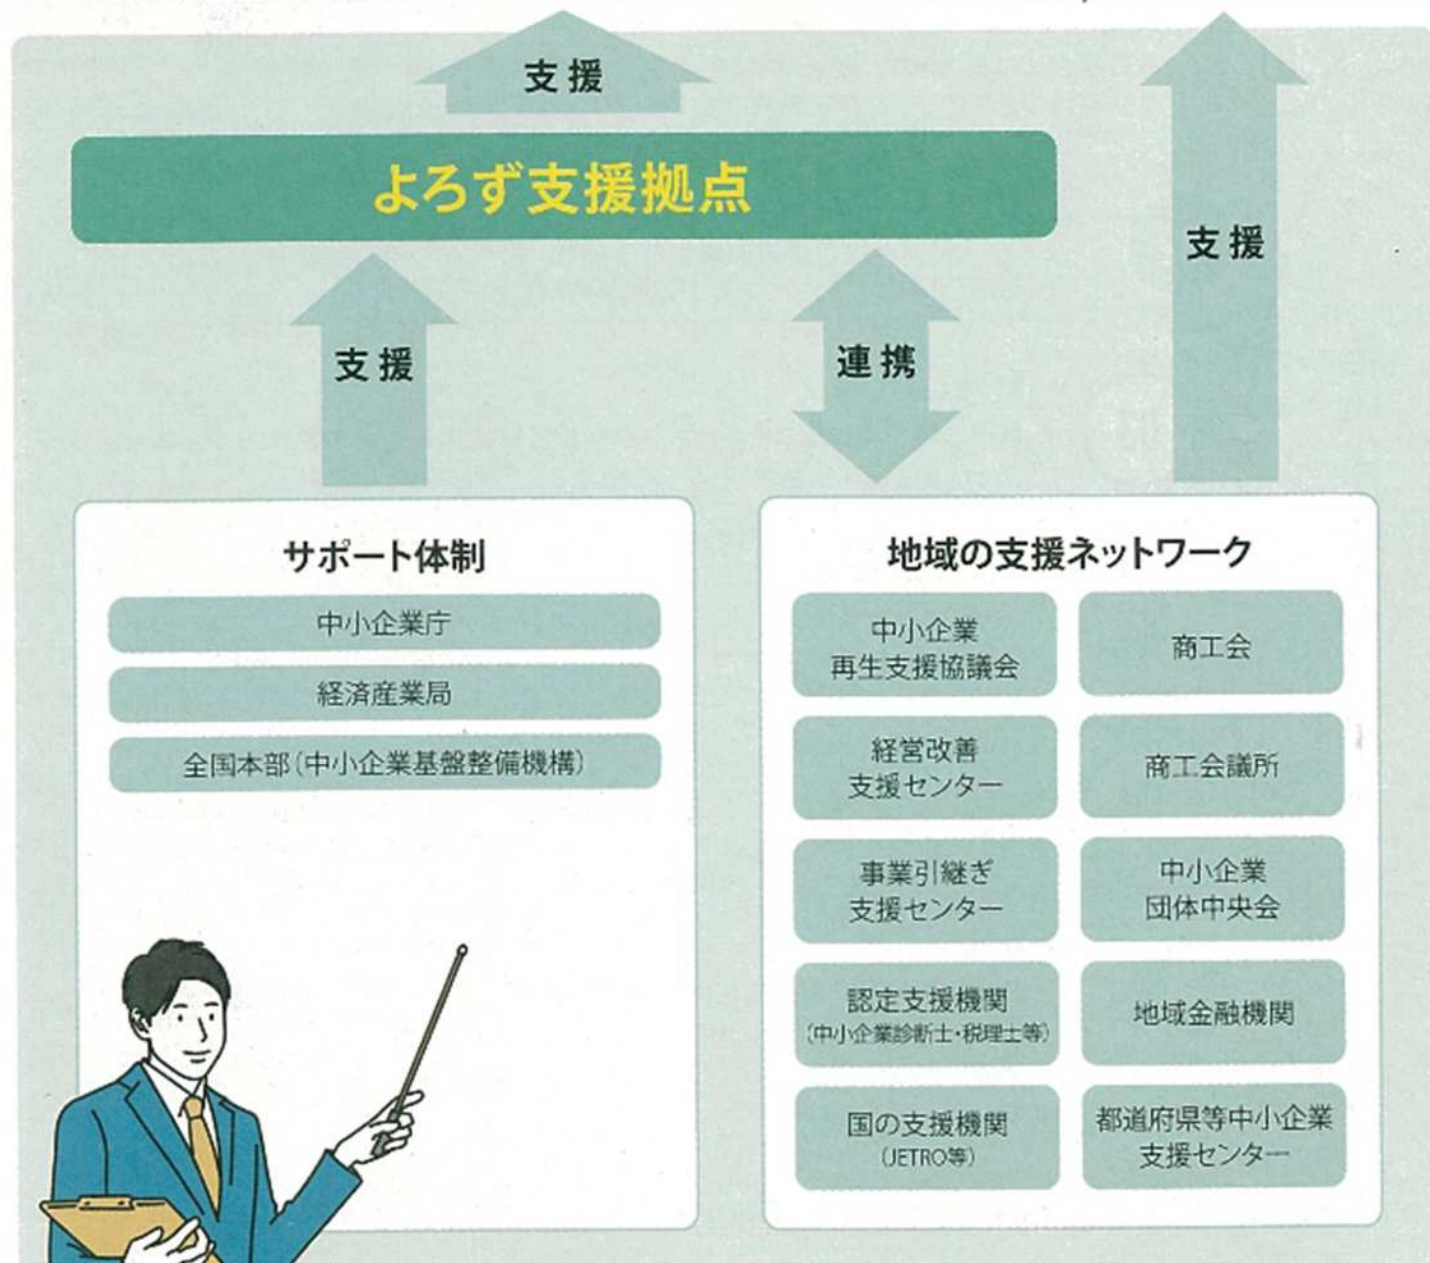 支援
よろず支援拠点
支援
支援
連携
サポート体制
中小企業庁
経済産業局
全国本部(中小企業基盤整備機構)
地域の支援ネットワーク
中小企業
再生支援協議会
商工会
経営改善
支援センター
商工会議所
事業引継ぎ
支援センター
中小企業
団体中央会
認定支援機関
(中小企業診断士・税理士等)
地域金融機関
国の支援機関
(JETRO等)
都道府県等中小企業
支援センター